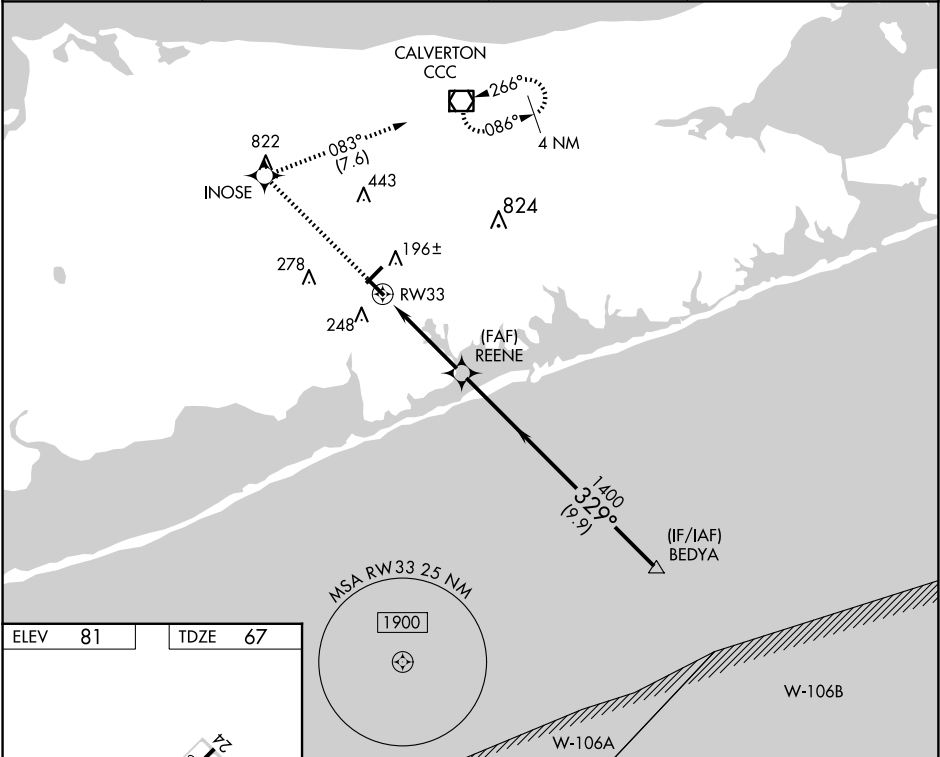 CALVERTON
CCC
266°
086°
4 NM
822
083°
(7.6)
INOSE
443
824
196±
278
RW33
248
(FAF)
REENE
1400
329°
(9.9)
(IF/IAF)
BEDYA
MSA RW33 25 NM
1900
ELEV 81
TDZE 67
W-106B
W-106A
24